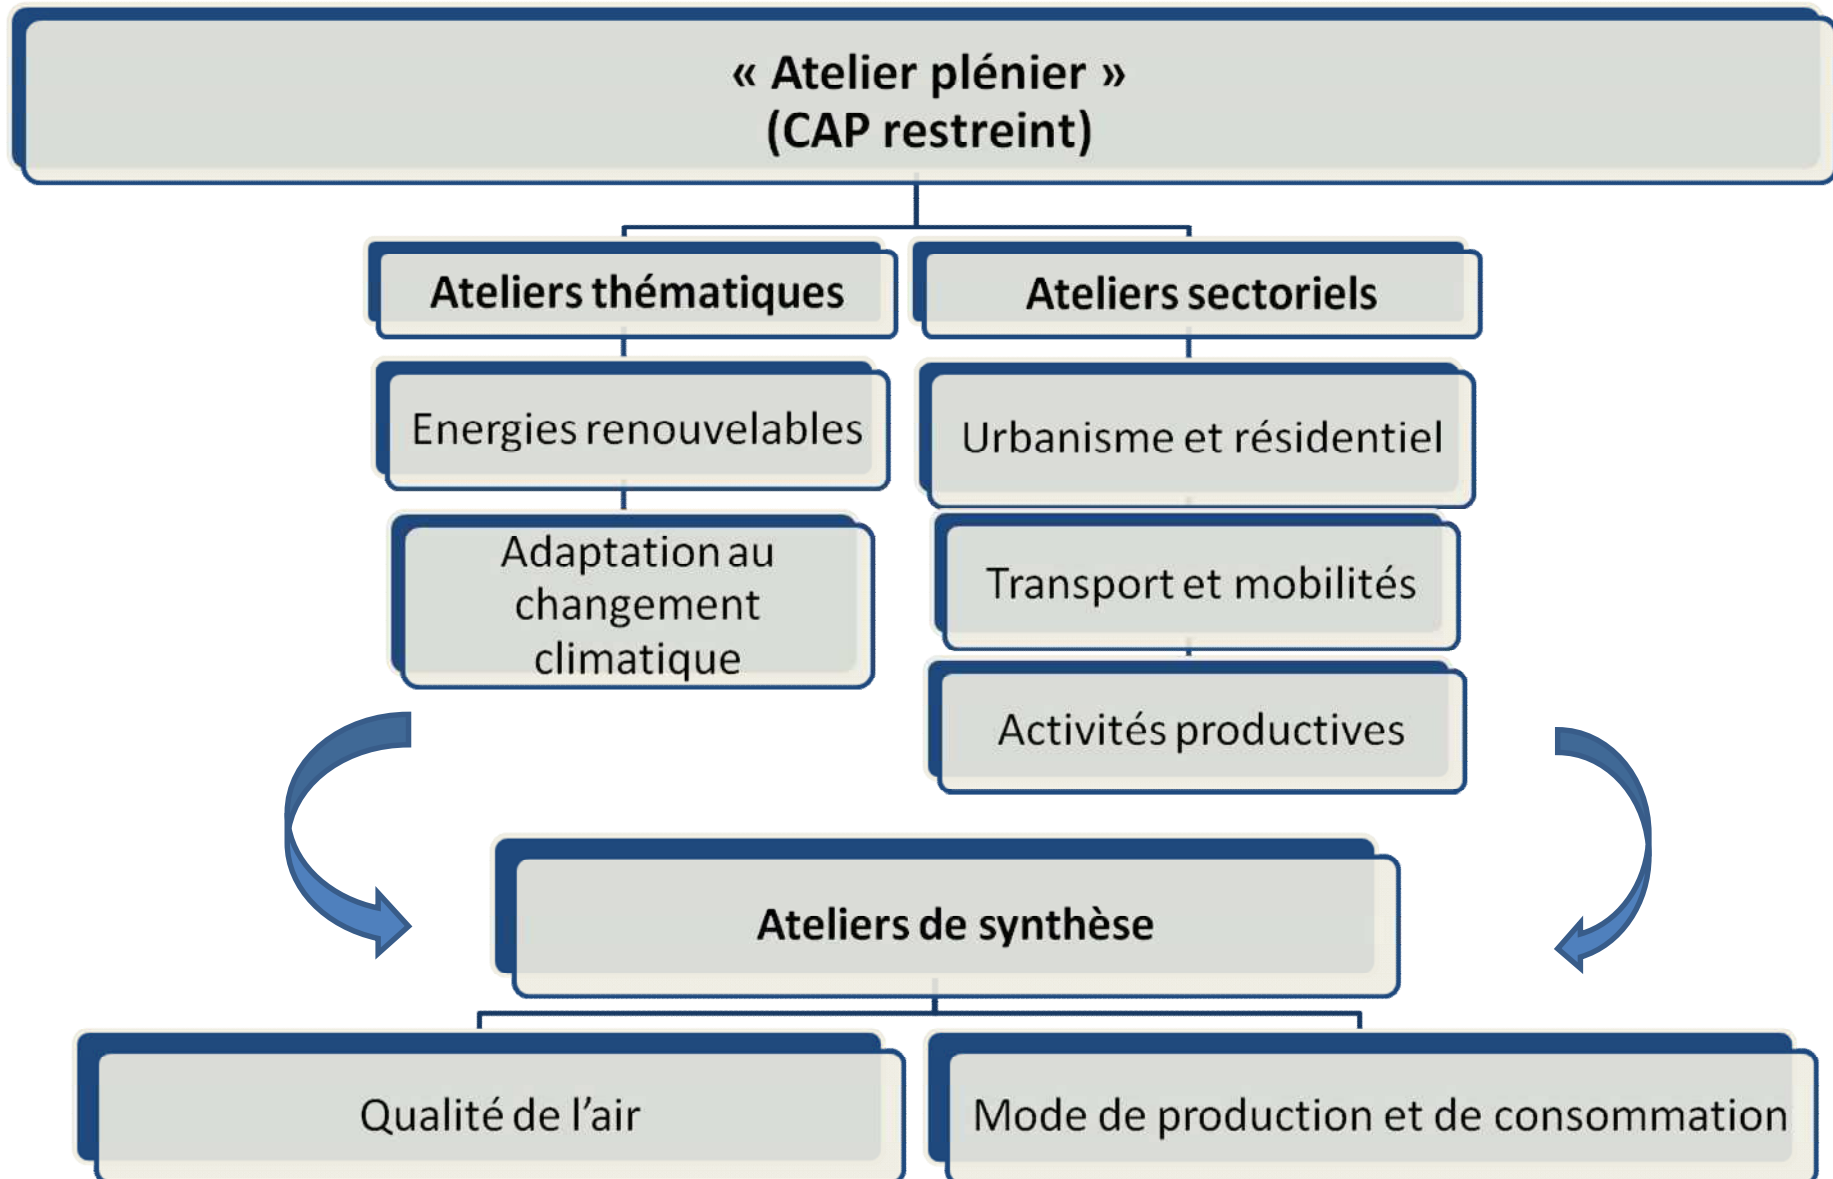 « Atelier plénier »
(CAP restreint)
Ateliers thématiques
Ateliers sectoriels
Energies renouvelables
Urbanisme et résidentiel
Adaptation au
changement
climatique
Transport et mobilités
Activités productives
Ateliers de synthèse
Qualité de l’air
Mode de production et de consommation